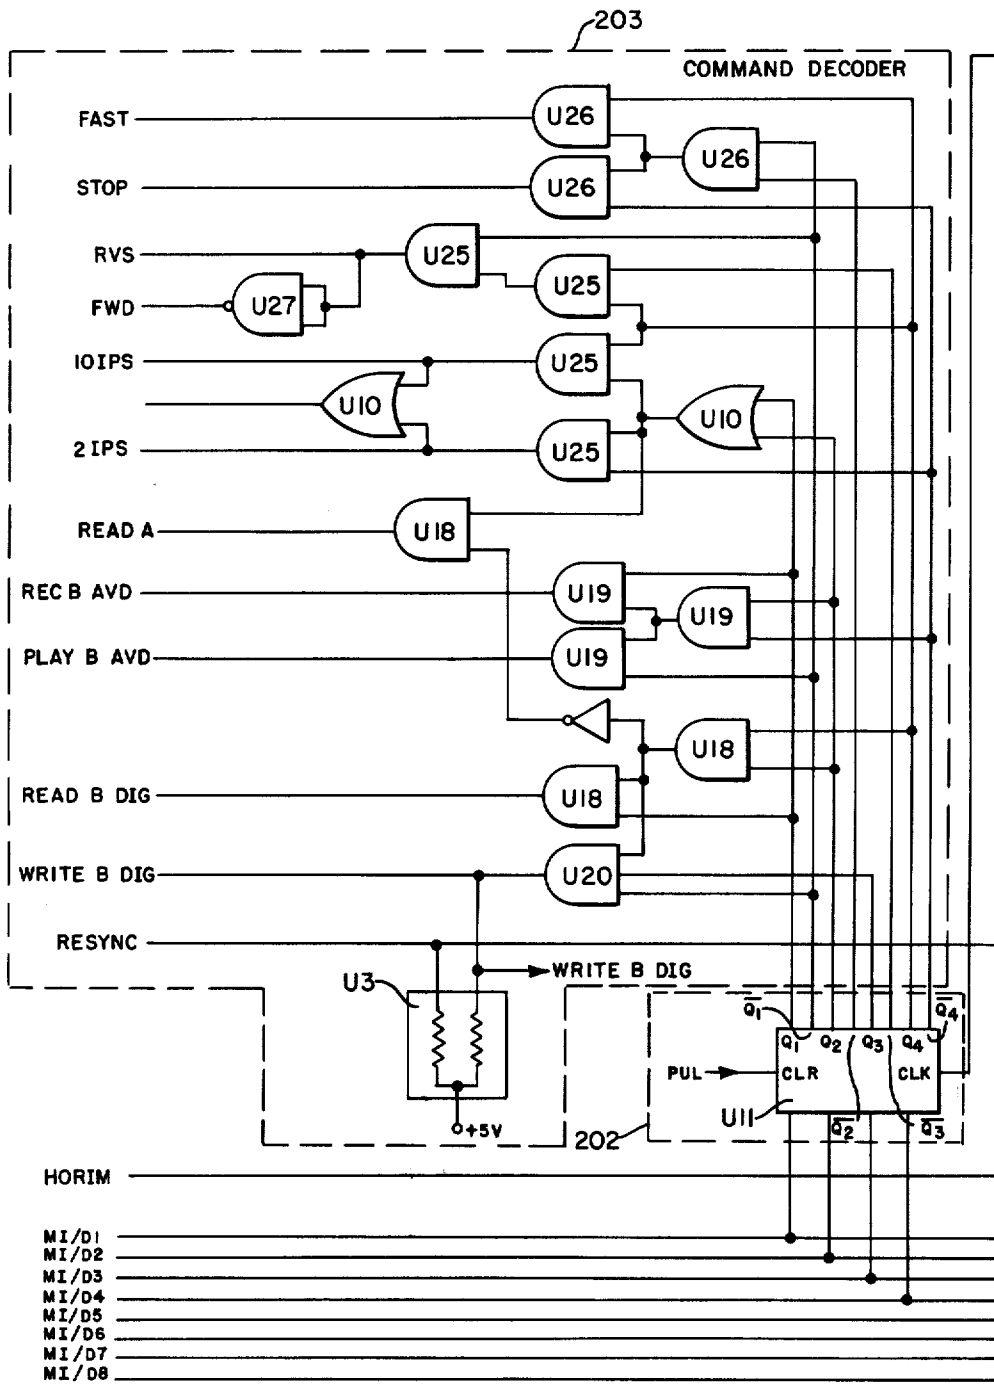 203
COMMAND DECODER
FAST
U26
U26
STOP
U26
RVS
U25
U25
FWD
U27
10IPS
U25
U10
U10
2IPS
U25
READ A
U18
REC B AVD
U19
U19
PLAY B AVD
U19
U18
READ B DIG
U18
WRITE B DIG
U20
RESYNC
WRITE B DIG
U3
Q̅1
Q̅4
Q1
Q2
Q3
Q4
PUL
CLR
CLK
U11
+5V
202
Q̅2
Q̅3
HORIM
MI/D1
MI/D2
MI/D3
MI/D4
MI/D5
MI/D6
MI/D7
MI/D8